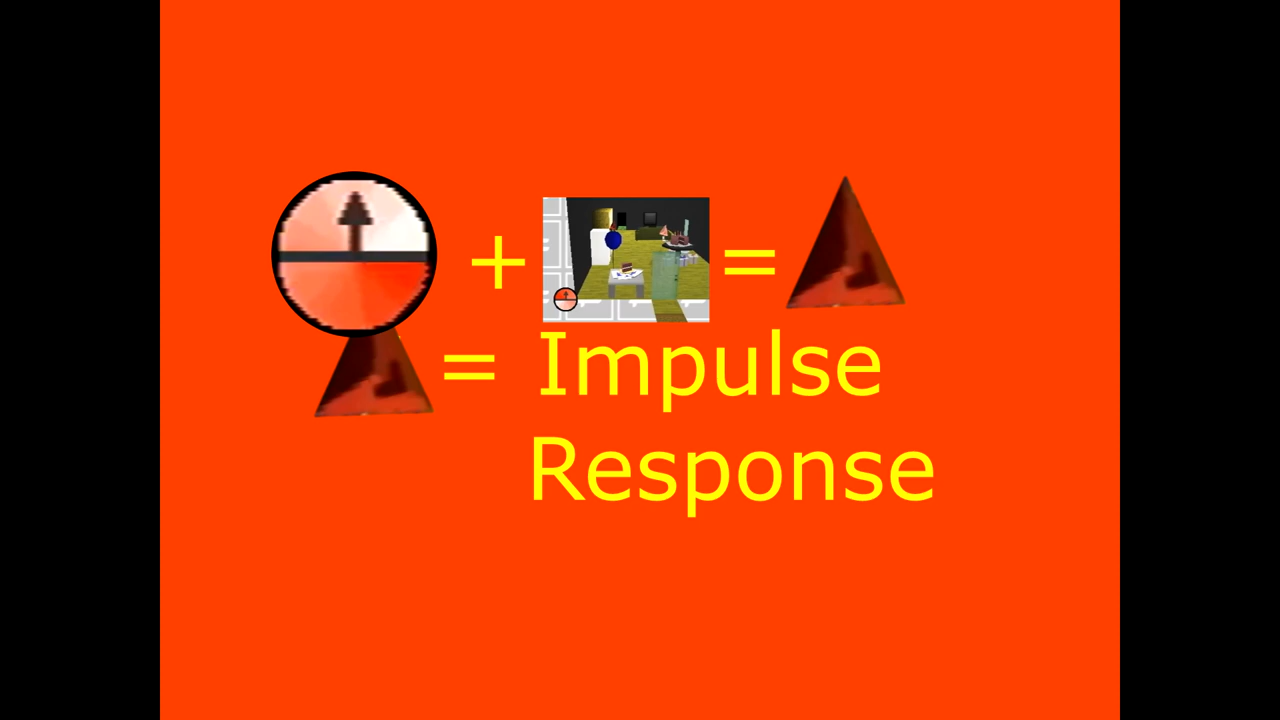 + =
= Impulse
Response